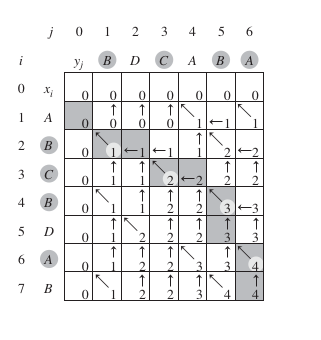 j 0 1 2 3 4 5 6
i y_j B D C A B A
0 x_i 0 0 0 0 0 0 0
1 A 0 ↑0 ↑0 ↑0 ↖1 ←1 ↖1
2 B 0 ↖1 ←1 ←1 ↑1 ↖2 ←2
3 C 0 ↑1 ↑1 ↖2 ←2 ↑2 ↑2
4 B 0 ↖1 ↑1 ↑2 ↑2 ↖3 ←3
5 D 0 ↑1 ↖2 ↑2 ↑2 ↑3 ↑3
6 A 0 ↑1 ↑2 ↑2 ↖3 ↑3 ↖4
7 B 0 ↖1 ↑2 ↑2 ↑3 ↖4 ↑4